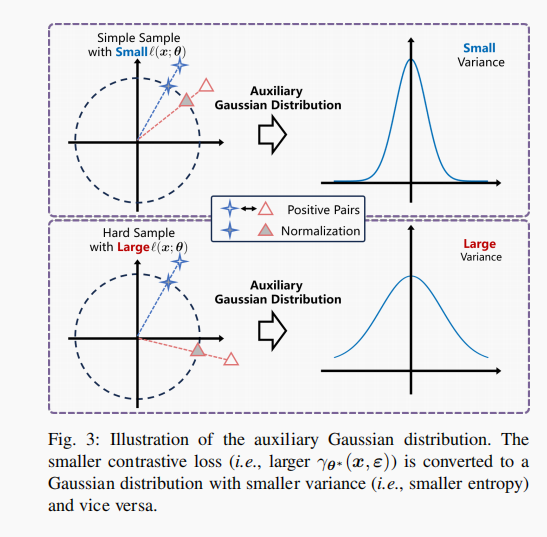 Simple Sample
with Small ℓ(x; θ)
Auxiliary
Gaussian Distribution
Small
Variance
Positive Pairs
Normalization
Hard Sample
with Large ℓ(x; θ)
Auxiliary
Gaussian Distribution
Large
Variance
Fig. 3: Illustration of the auxiliary Gaussian distribution. The
smaller contrastive loss (i.e., larger γθ*(x, ε)) is converted to a
Gaussian distribution with smaller variance (i.e., smaller entropy)
and vice versa.